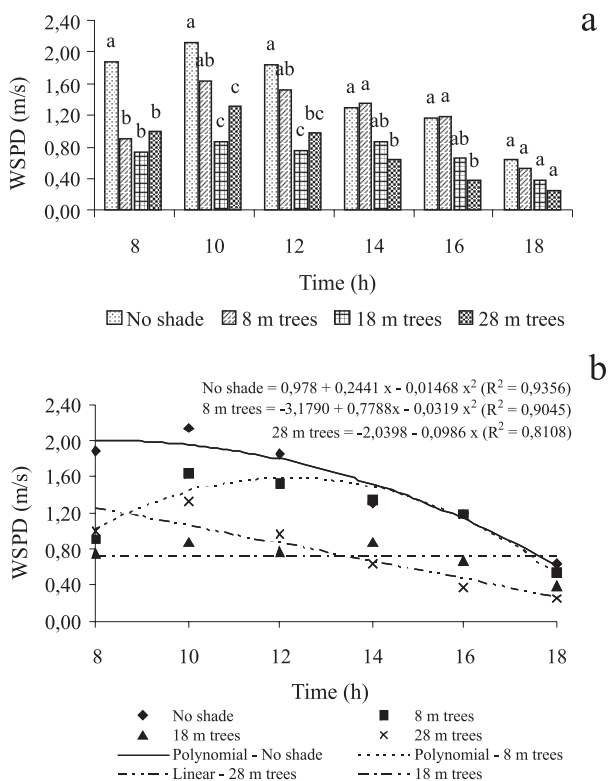 a
2,40
2,00
1,60
1,20
0,80
0,40
0,00
WSPD (m/s)
a b b b
a ab c c
a ab c bc
a a ab b
a a ab b
a a a a
8 10 12 14 16 18
Time (h)
No shade 8 m trees 18 m trees 28 m trees
b
No shade = 0,978 + 0,2441 x - 0,01468 x² (R² = 0,9356)
8 m trees = -3,1790 + 0,7788x - 0,0319 x² (R² = 0,9045)
28 m trees = -2,0398 - 0,0986 x (R² = 0,8108)
2,40
2,00
1,60
1,20
0,80
0,40
0,00
WSPD (m/s)
8 10 12 14 16 18
Time (h)
No shade 8 m trees
18 m trees 28 m trees
Polynomial - No shade Polynomial - 8 m trees
Linear - 28 m trees 18 m trees